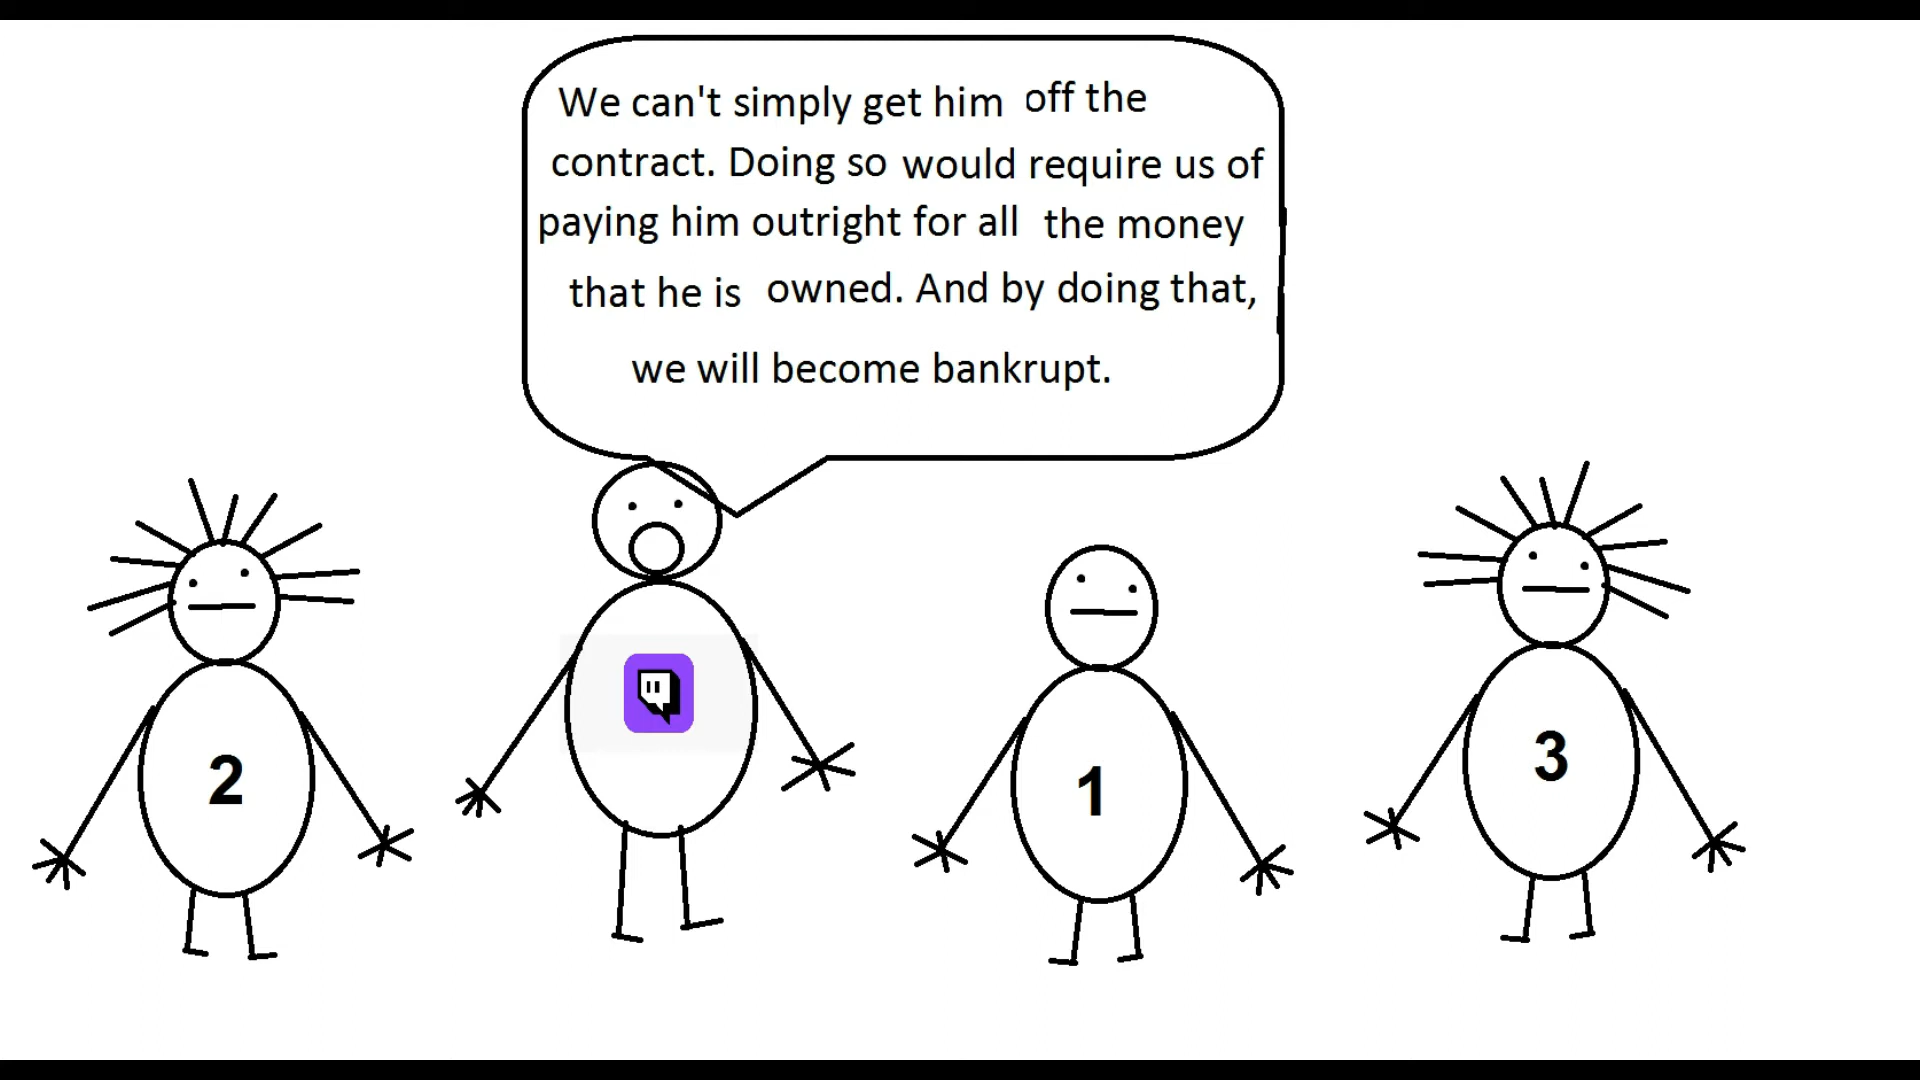 We can't simply get him off the
contract. Doing so would require us of
paying him outright for all the money
that he is owned. And by doing that,
we will become bankrupt.
2
1
3